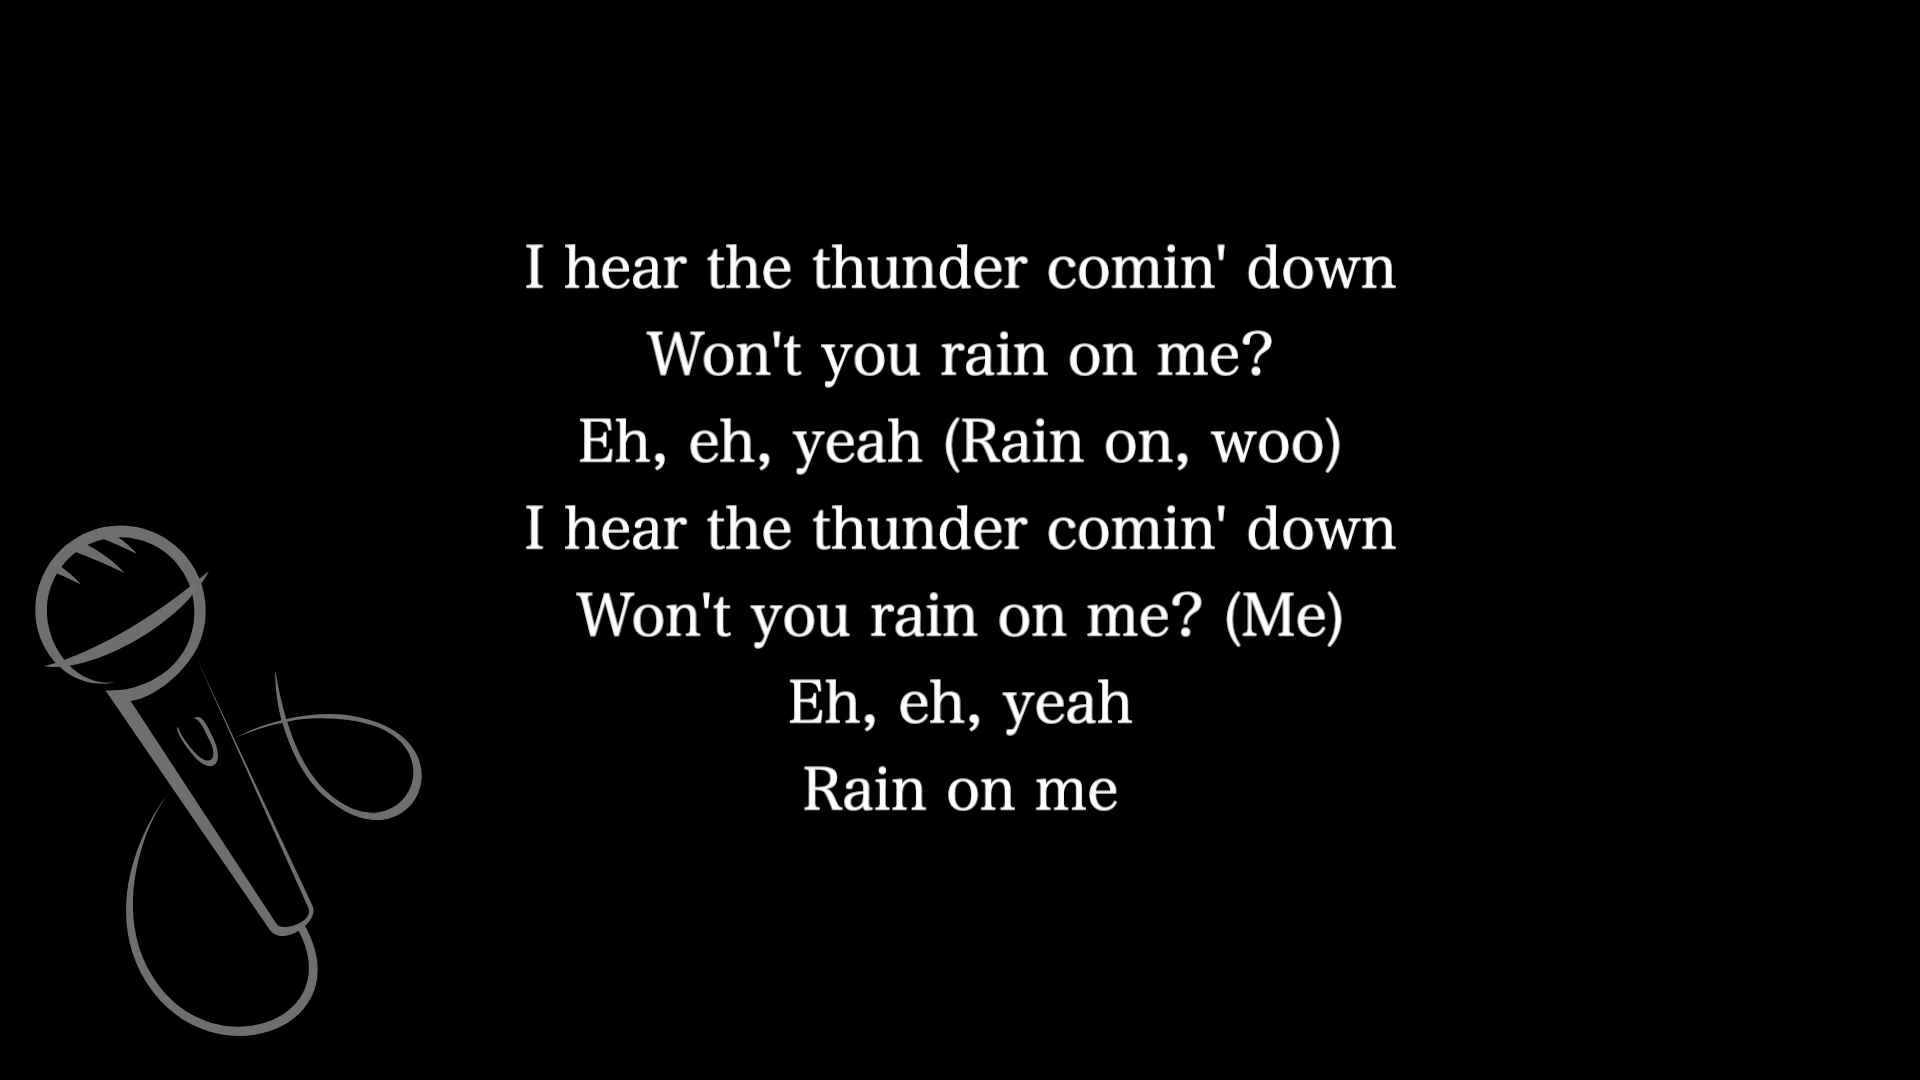 I hear the thunder comin' down
Won't you rain on me?
Eh, eh, yeah (Rain on, woo)
I hear the thunder comin' down
Won't you rain on me? (Me)
Eh, eh, yeah
Rain on me